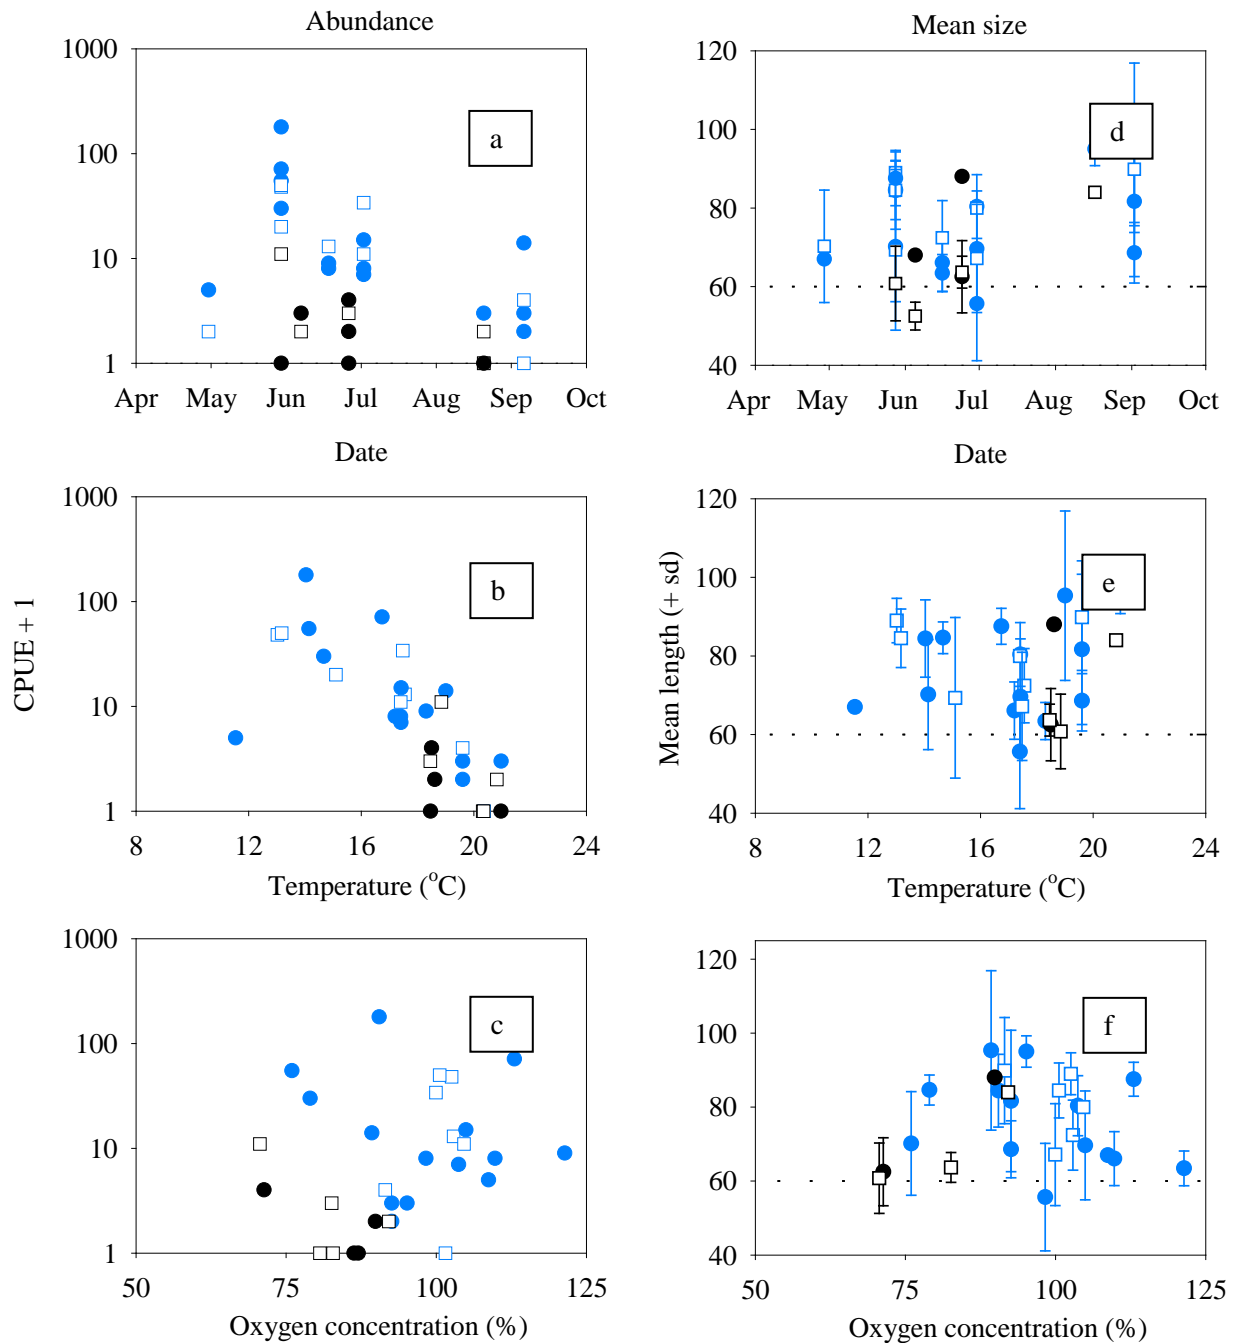 Abundance
1000
100
10
1
a
Apr May Jun Jul Aug Sep Oct
Date
Mean size
120
100
80
60
40
d
Apr May Jun Jul Aug Sep Oct
Date
CPUE + 1
1000
100
10
1
b
8 12 16 20 24
Temperature (°C)
Mean length (+ sd)
120
100
80
60
40
e
8 12 16 20 24
Temperature (°C)
1000
100
10
1
c
50 75 100 125
Oxygen concentration (%)
120
100
80
60
40
f
50 75 100 125
Oxygen concentration (%)